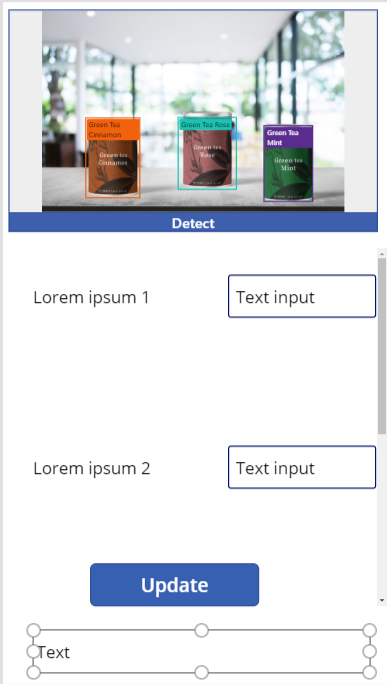 Green Tea
Cinnamon
Green Tea Rose
Green Tea
Mint
Green tea
Cinnamon
Green tea
Rose
Green tea
Mint
Detect
Lorem ipsum 1
Text input
Lorem ipsum 2
Text input
Update
Text